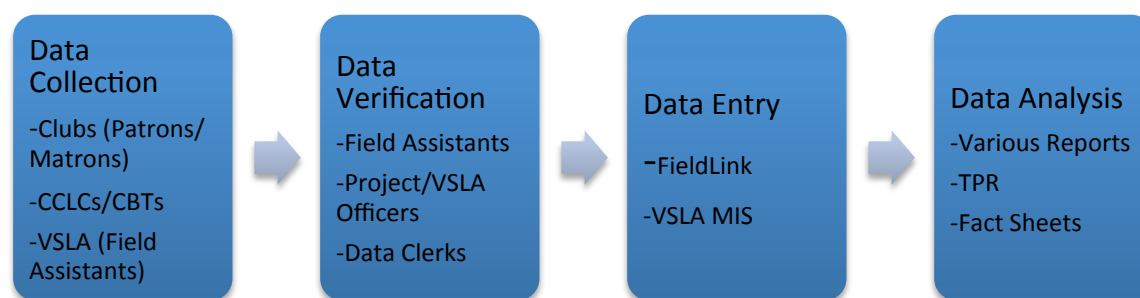 Data
Collection
-Clubs (Patrons/
Matrons)
-CCLCs/CBTs
-VSLA (Field
Assistants)
Data
Verification
-Field Assistants
-Project/VSLA
Officers
-Data Clerks
Data Entry
-FieldLink
-VSLA MIS
Data Analysis
-Various Reports
-TPR
-Fact Sheets